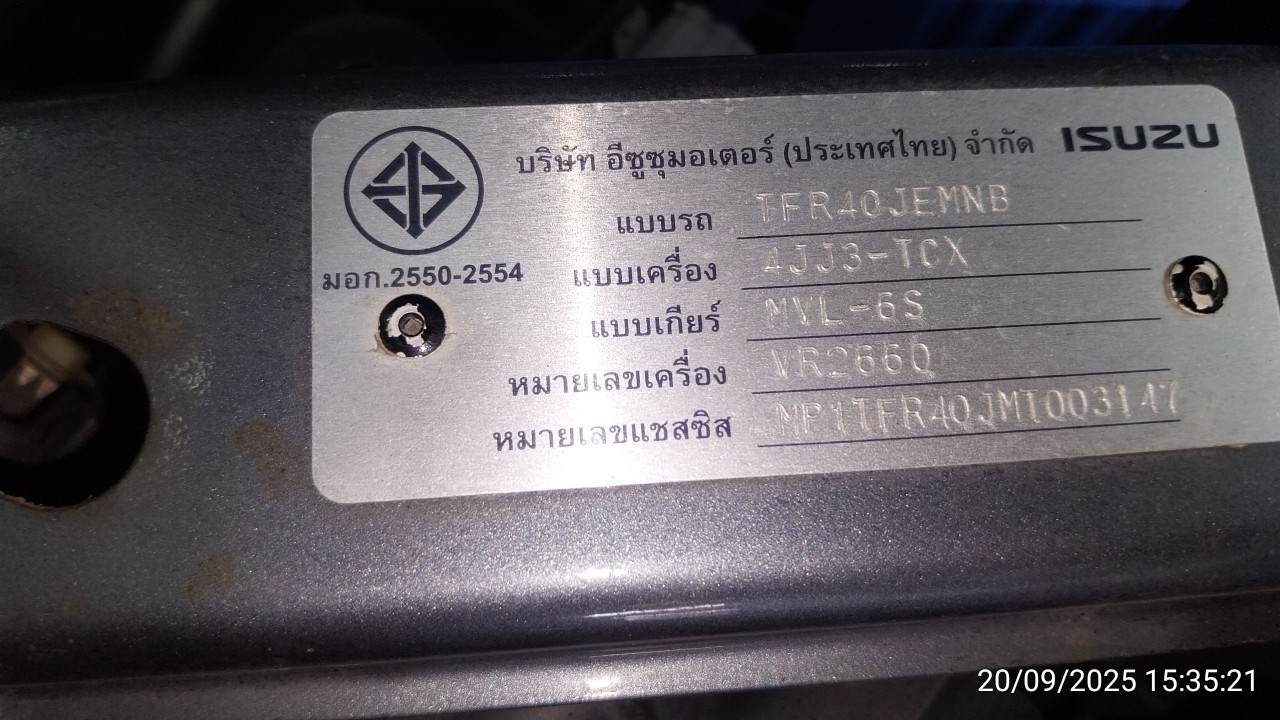 บริษัท อีซูซุมอเตอร์ (ประเทศไทย) จำกัด ISUZU
แบบรถ TFR40JEMNB
มอก.2550-2554
แบบเครื่อง 4JJ3-TCX
แบบเกียร์ MVL-6S
หมายเลขเครื่อง VR266Q
หมายเลขแชสซิส MP1TFR40JMT003147
20/09/2025 15:35:21